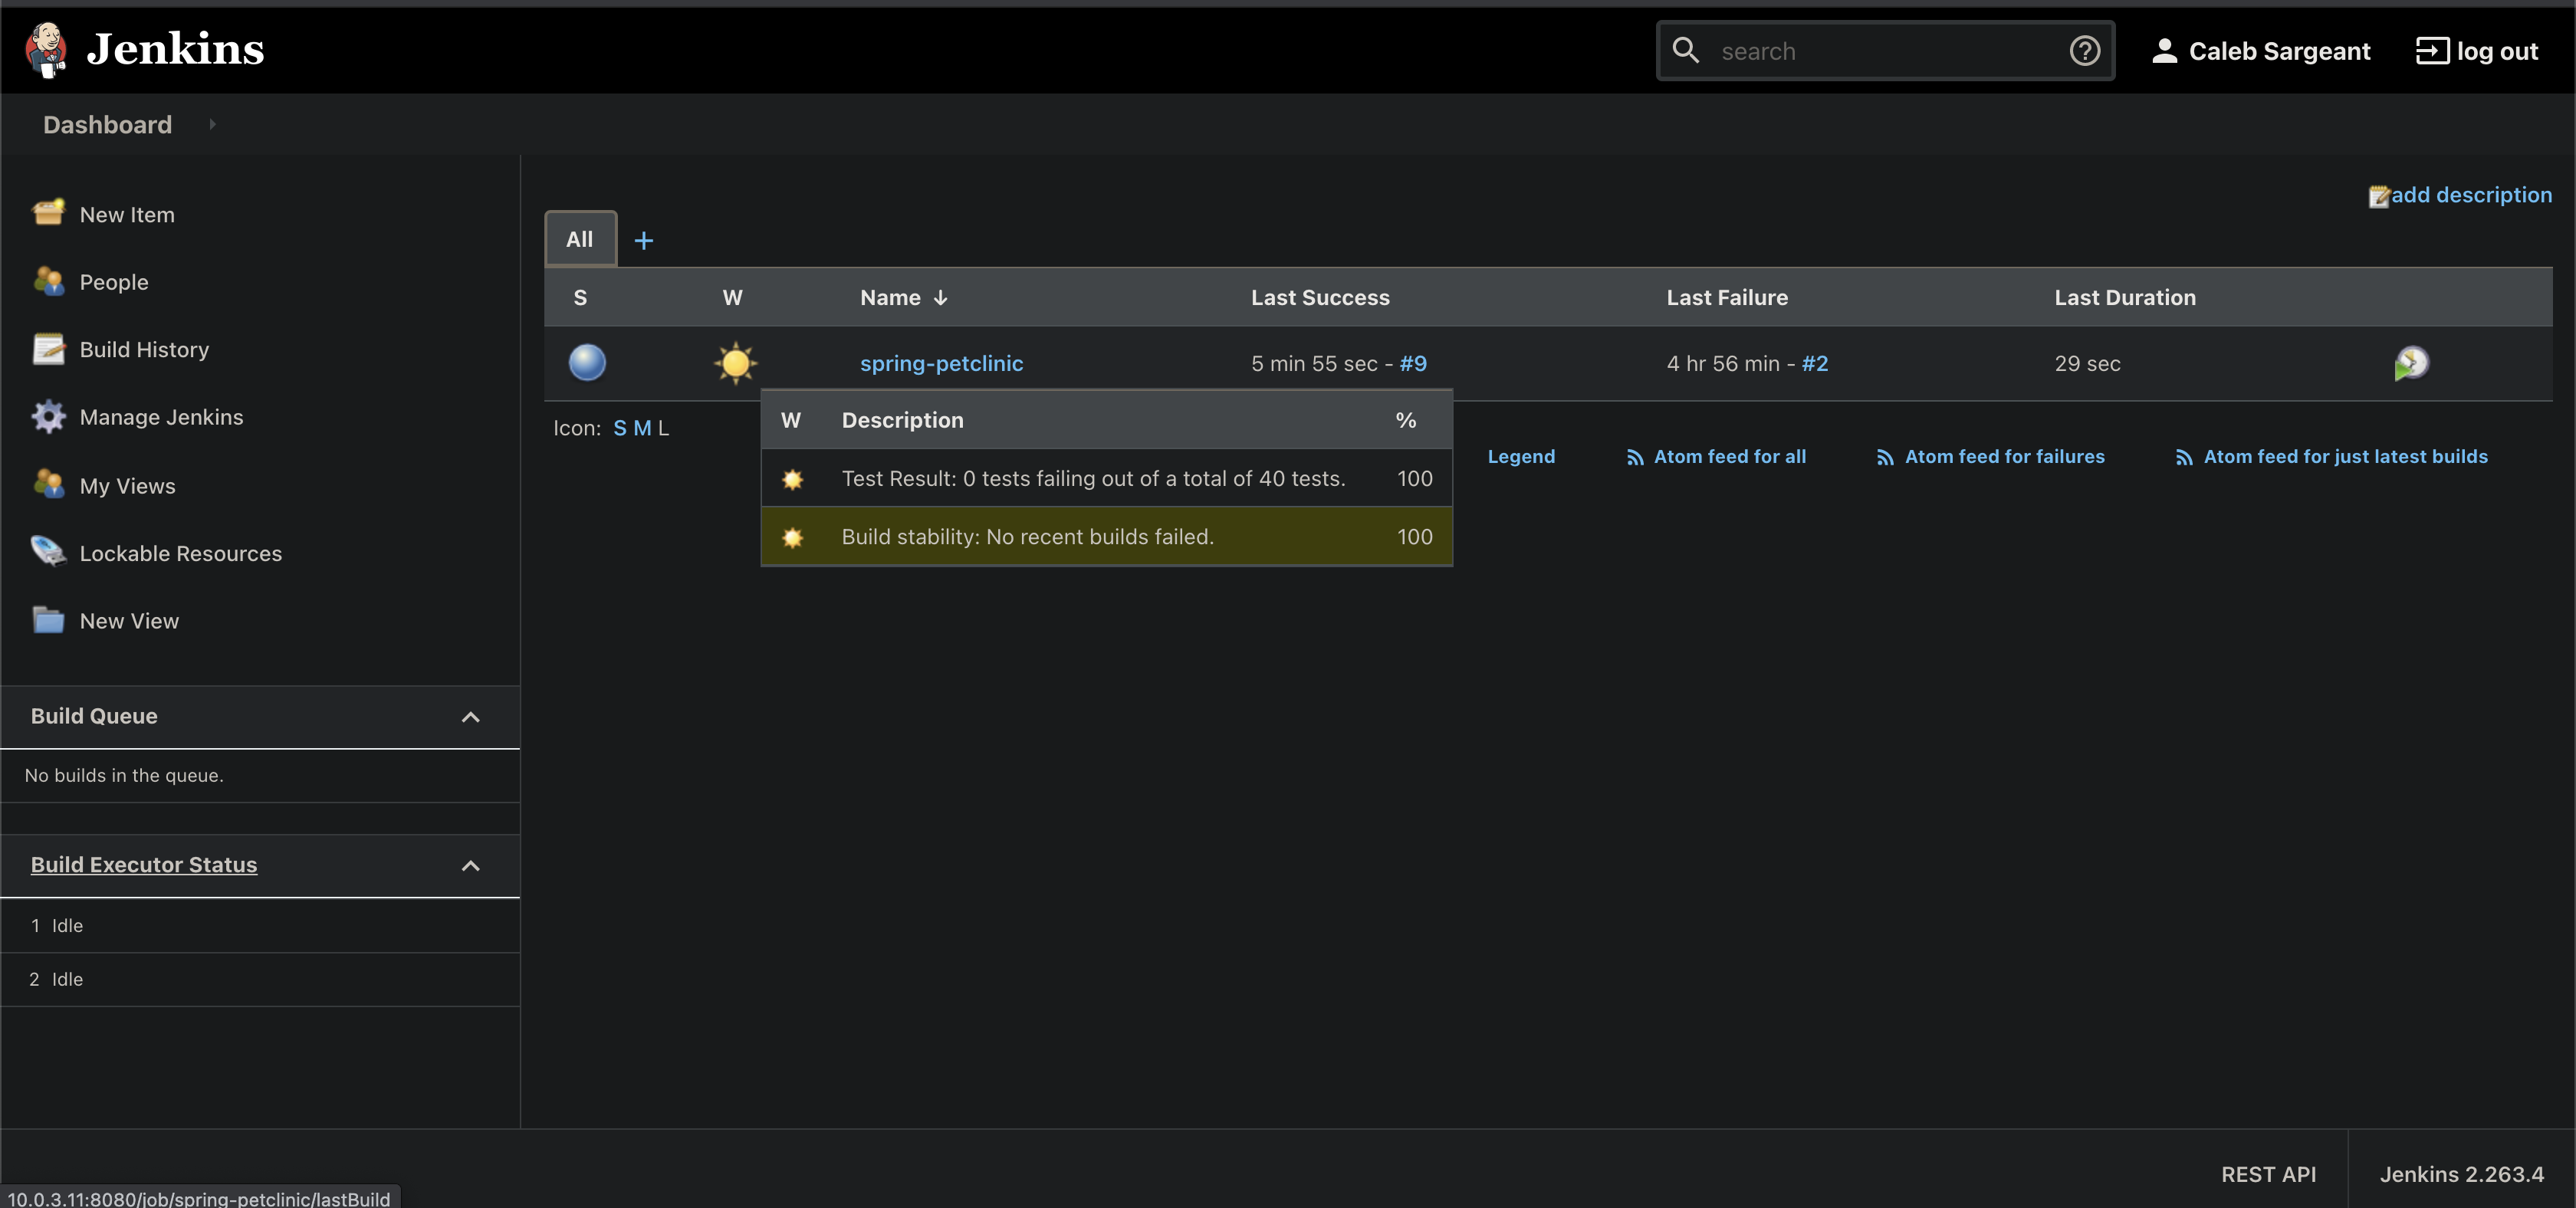 Jenkins
search
Caleb Sargeant
log out
Dashboard
New Item
People
Build History
Manage Jenkins
My Views
Lockable Resources
New View
Build Queue
No builds in the queue.
Build Executor Status
1 Idle
2 Idle
add description
All +
S W Name ↓ Last Success Last Failure Last Duration
spring-petclinic 5 min 55 sec - #9 4 hr 56 min - #2 29 sec
Icon: S M L
W Description %
Test Result: 0 tests failing out of a total of 40 tests. 100
Build stability: No recent builds failed. 100
Legend Atom feed for all Atom feed for failures Atom feed for just latest builds
REST API Jenkins 2.263.4
10.0.3.11:8080/job/spring-petclinic/lastBuild